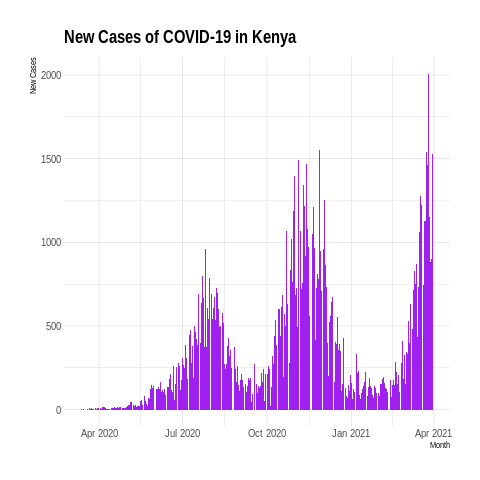 New Cases of COVID-19 in Kenya
New Cases
2000
1500
1000
500
0
Apr 2020
Jul 2020
Oct 2020
Jan 2021
Apr 2021
Month